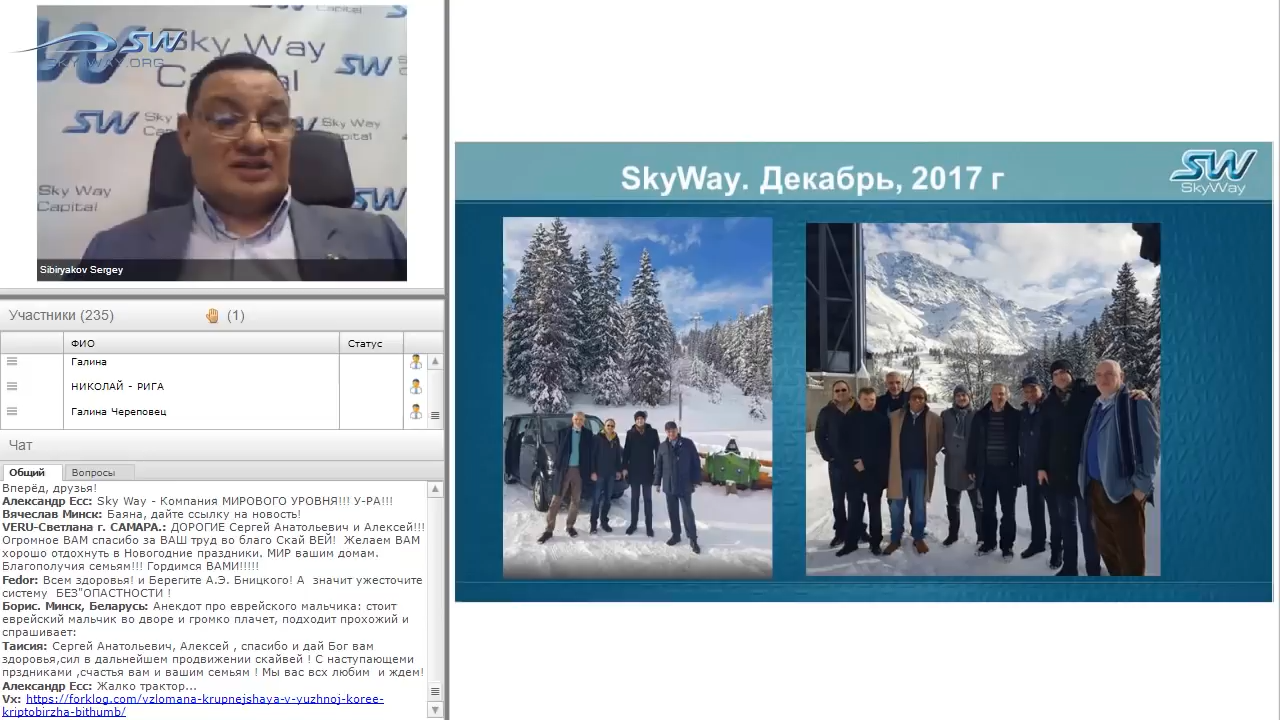 SW
SKY WAY.ORG
Sky Way
Capital
SW
Sky Way
Capital
SW
Sky Way
Capital
Sky Way
Capital
SW
Sibiryakov Sergey
Участники (235)
(1)
ФИО
Статус
Галина
НИКОЛАЙ - РИГА
Галина Череповец
Чат
Общий
Вопросы
Вперёд, друзья!
Александр Есс: Sky Way - Компания МИРОВОГО УРОВНЯ!!! У-РА!!!
Вячеслав Минск: Баяна, дайте ссылку на новость!
VERU-Светлана г. САМАРА.: ДОРОГИЕ Сергей Анатольевич и Алексей!!!
Огромное ВАМ спасибо за ВАШ труд во благо Скай ВЕЙ! Желаем ВАМ
хорошо отдохнуть в Новогодние праздники. МИР вашим домам.
Благополучия семьям!!! Гордимся ВАМИ!!!!!
Fedor: Всем здоровья! и Берегите А.Э. Бницкого! А значит ужесточите
систему БЕЗ"ОПАСТНОСТИ !
Борис. Минск, Беларусь: Анекдот про еврейского мальчика: стоит
еврейский мальчик во дворе и громко плачет, подходит прохожий и
спрашивает:
Таисия: Сергей Анатольевич, Алексей , спасибо и дай Бог вам
здоровья,сил в дальнейшем продвижении скайвей ! С наступающеми
прздниками ,счастья вам и вашим семьям ! Мы вас всх любим и ждем!
Александр Есс: Жалко трактор...
Vx: https://forklog.com/vzlomana-krupnejshaya-v-yuzhnoj-koree-
kriptobirzha-bithumb/
SkyWay. Декабрь, 2017 г
SW
SkyWay